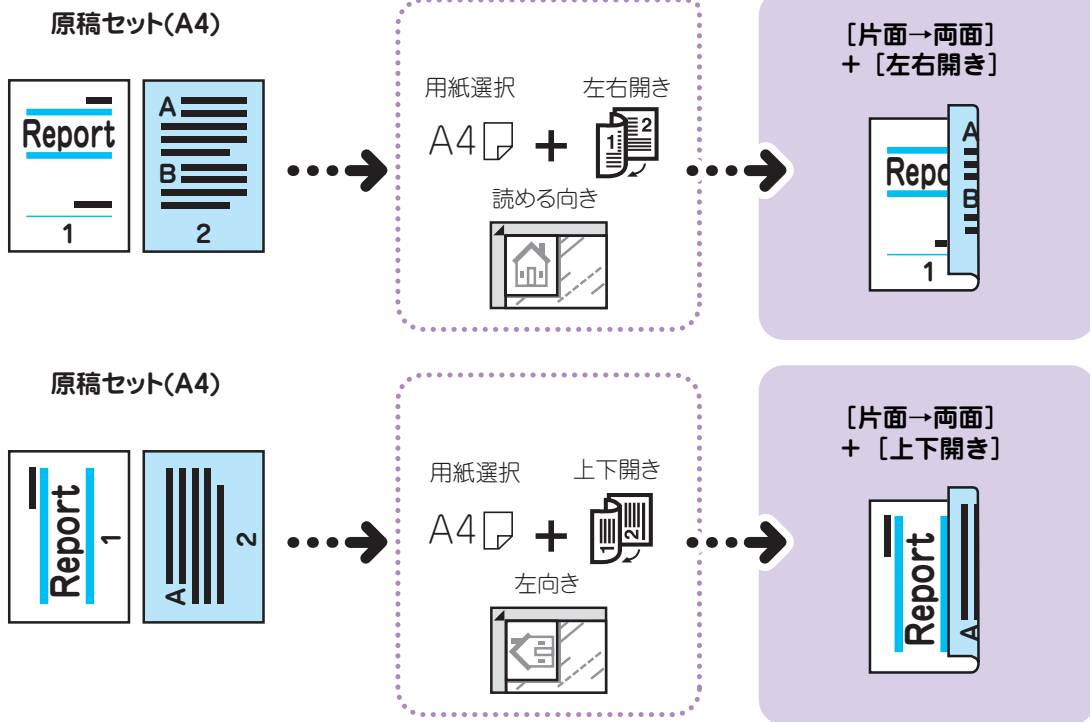 原稿セット(A4)
Report
1
A
B
2
用紙選択
左右開き
A4
+
1
2
読める向き
[片面→両面]
+ [左右開き]
Repo
1
A
B
原稿セット(A4)
Report
1
A
2
用紙選択
上下開き
A4
+
1
2
左向き
[片面→両面]
+ [上下開き]
Report
A